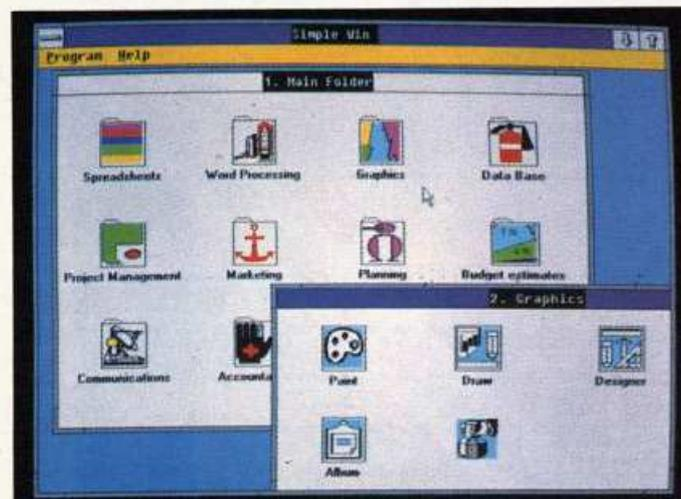 Simple Win
Program Help
1. Main Folder
Spreadsheets Word Processing Graphics Data Base
Project Management Marketing Planning Budget estimates
2. Graphics
Communications Accounta
Paint Draw Designer
Album